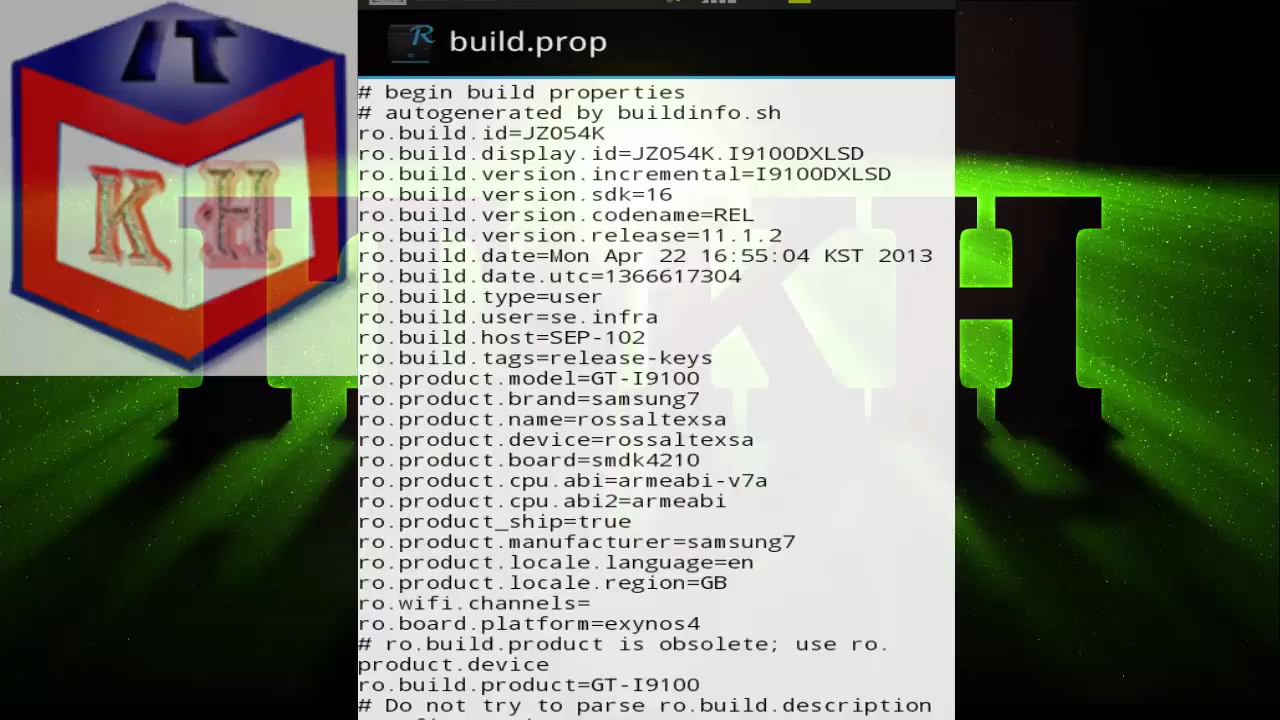 IT
K H
build.prop
# begin build properties
# autogenerated by buildinfo.sh
ro.build.id=JZO54K
ro.build.display.id=JZO54K.I9100DXLSD
ro.build.version.incremental=I9100DXLSD
ro.build.version.sdk=16
ro.build.version.codename=REL
ro.build.version.release=11.1.2
ro.build.date=Mon Apr 22 16:55:04 KST 2013
ro.build.date.utc=1366617304
ro.build.type=user
ro.build.user=se.infra
ro.build.host=SEP-102
ro.build.tags=release-keys
ro.product.model=GT-I9100
ro.product.brand=samsung7
ro.product.name=rossaltexsa
ro.product.device=rossaltexsa
ro.product.board=smdk4210
ro.product.cpu.abi=armeabi-v7a
ro.product.cpu.abi2=armeabi
ro.product_ship=true
ro.product.manufacturer=samsung7
ro.product.locale.language=en
ro.product.locale.region=GB
ro.wifi.channels=
ro.board.platform=exynos4
# ro.build.product is obsolete; use ro.
product.device
ro.build.product=GT-I9100
# Do not try to parse ro.build.description